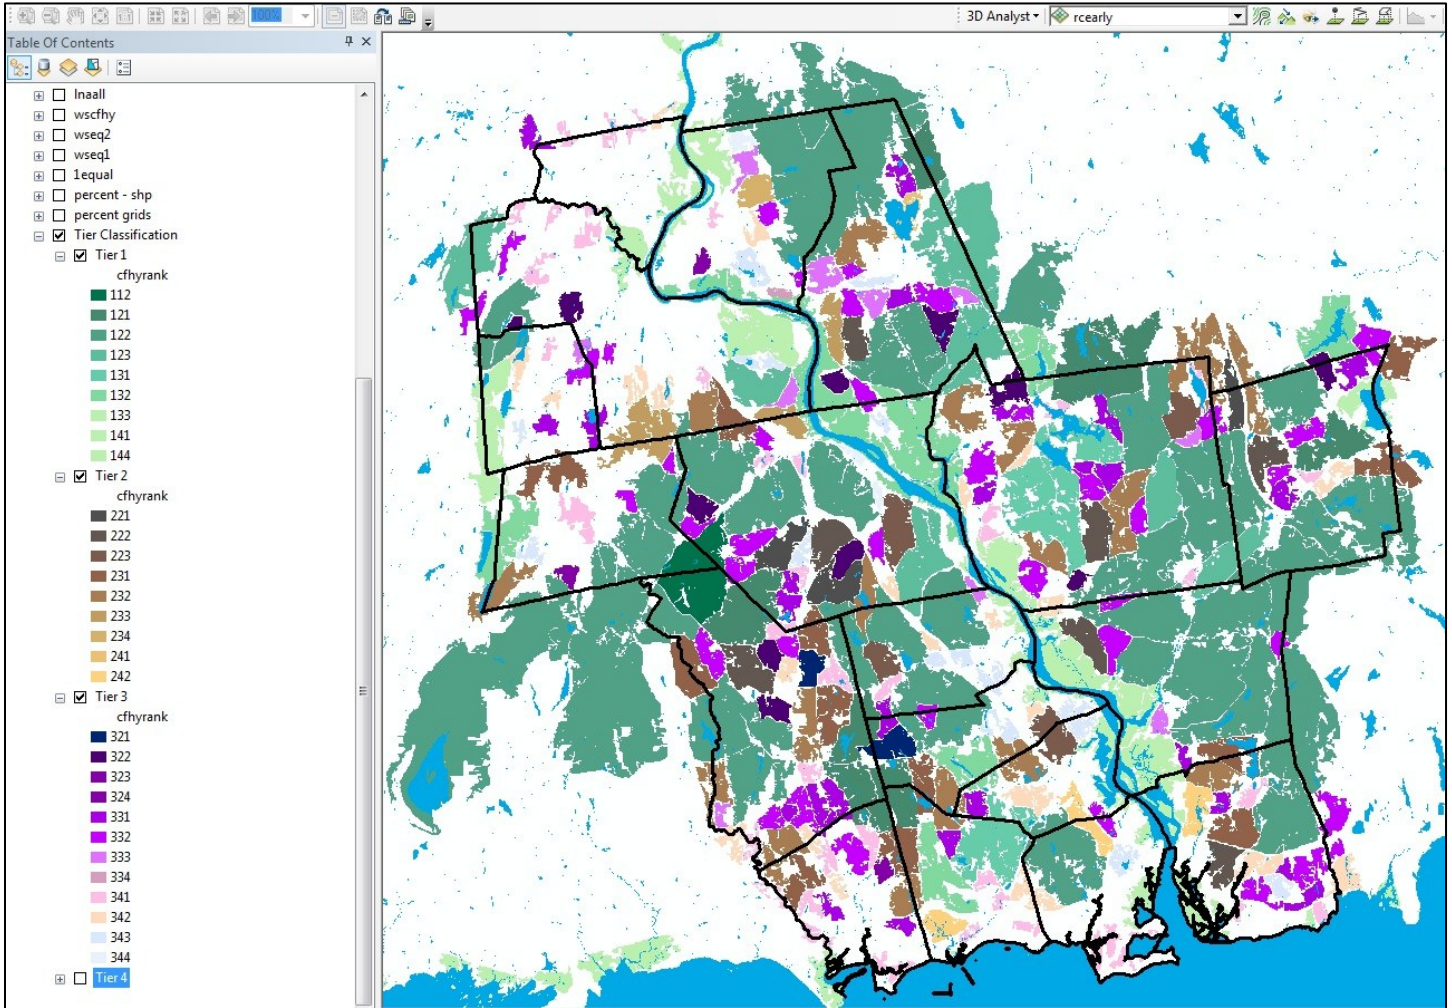 100%
3D Analyst
rcearly
Table Of Contents
lnaall
wscfhy
wseq2
wseq1
1equal
percent - shp
percent grids
Tier Classification
Tier 1
cfhyrank
112
121
122
123
131
132
133
141
144
Tier 2
cfhyrank
221
222
223
231
232
233
234
241
242
Tier 3
cfhyrank
321
322
323
324
331
332
333
334
341
342
343
344
Tier 4